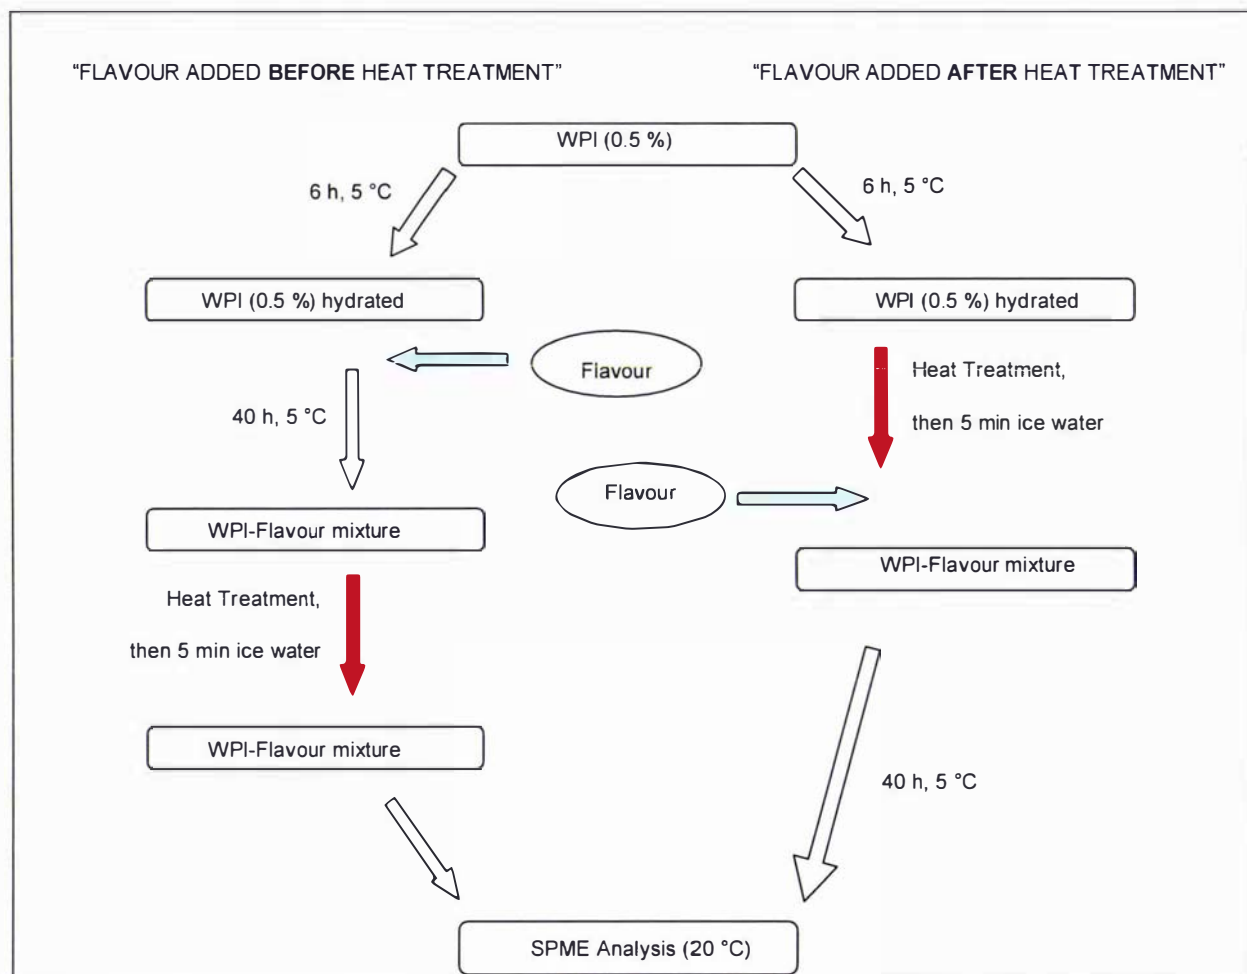 "FLAVOUR ADDED BEFORE HEAT TREATMENT"
"FLAVOUR ADDED AFTER HEAT TREATMENT"
WPI (0.5 %)
6 h, 5 °C
6 h, 5 °C
WPI (0.5 %) hydrated
WPI (0.5 %) hydrated
Flavour
Heat Treatment,
then 5 min ice water
40 h, 5 °C
Flavour
WPI-Flavour mixture
WPI-Flavour mixture
Heat Treatment,
then 5 min ice water
WPI-Flavour mixture
40 h, 5 °C
SPME Analysis (20 °C)